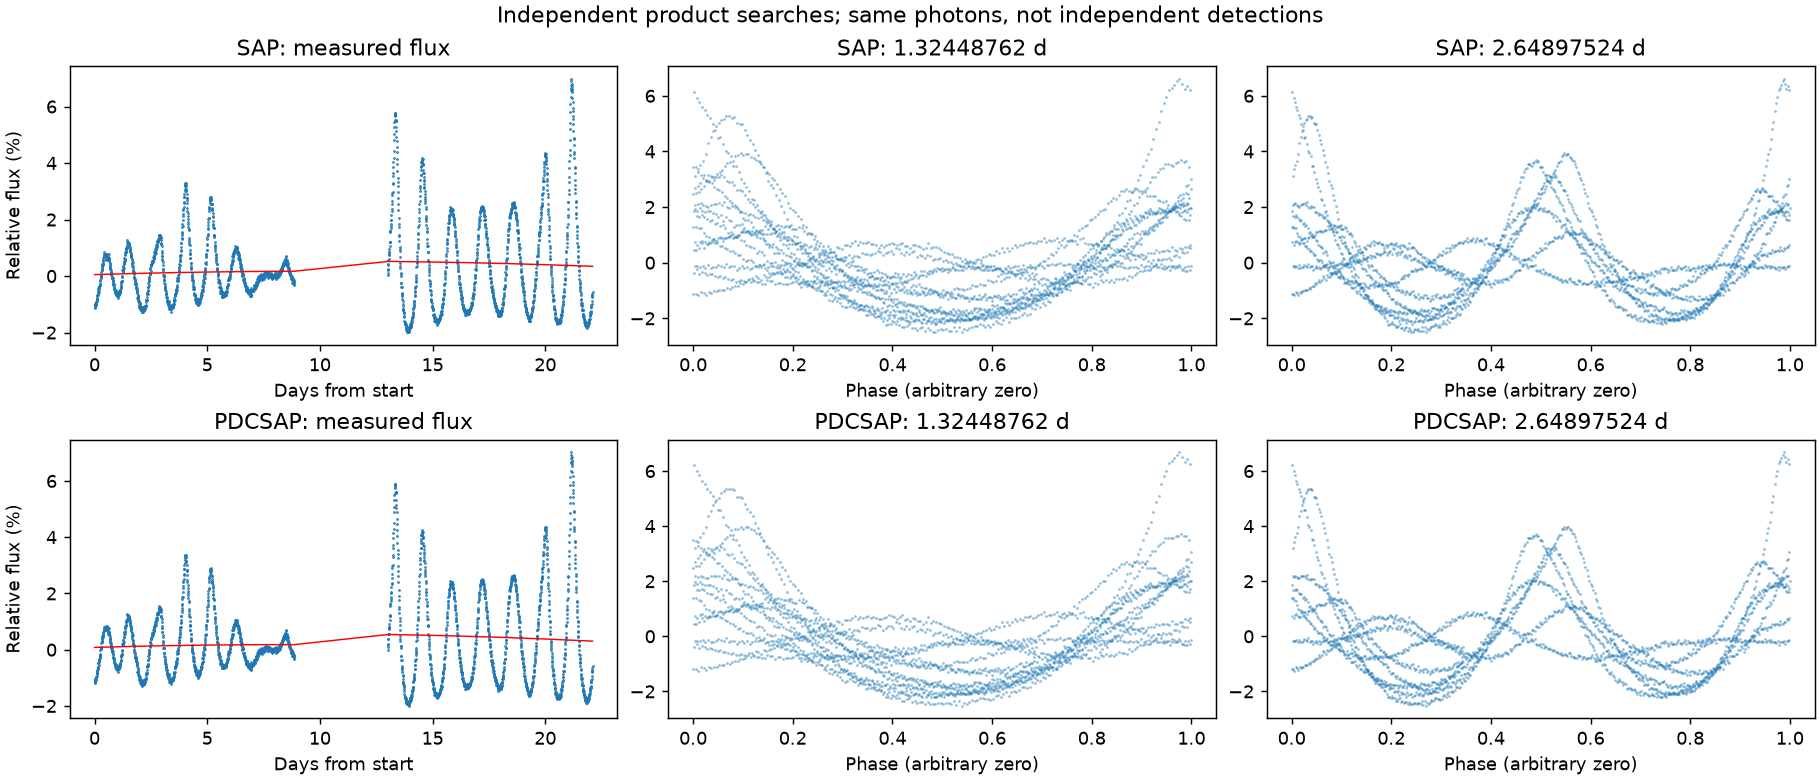 Independent product searches; same photons, not independent detections
SAP: measured flux
SAP: 1.32448762 d
SAP: 2.64897524 d
Relative flux (%)
6
4
2
0
−2
6
4
2
0
−2
6
4
2
0
−2
0 5 10 15 20
0.0 0.2 0.4 0.6 0.8 1.0
0.0 0.2 0.4 0.6 0.8 1.0
Days from start
Phase (arbitrary zero)
Phase (arbitrary zero)
PDCSAP: measured flux
PDCSAP: 1.32448762 d
PDCSAP: 2.64897524 d
Relative flux (%)
6
4
2
0
−2
6
4
2
0
−2
6
4
2
0
−2
0 5 10 15 20
0.0 0.2 0.4 0.6 0.8 1.0
0.0 0.2 0.4 0.6 0.8 1.0
Days from start
Phase (arbitrary zero)
Phase (arbitrary zero)